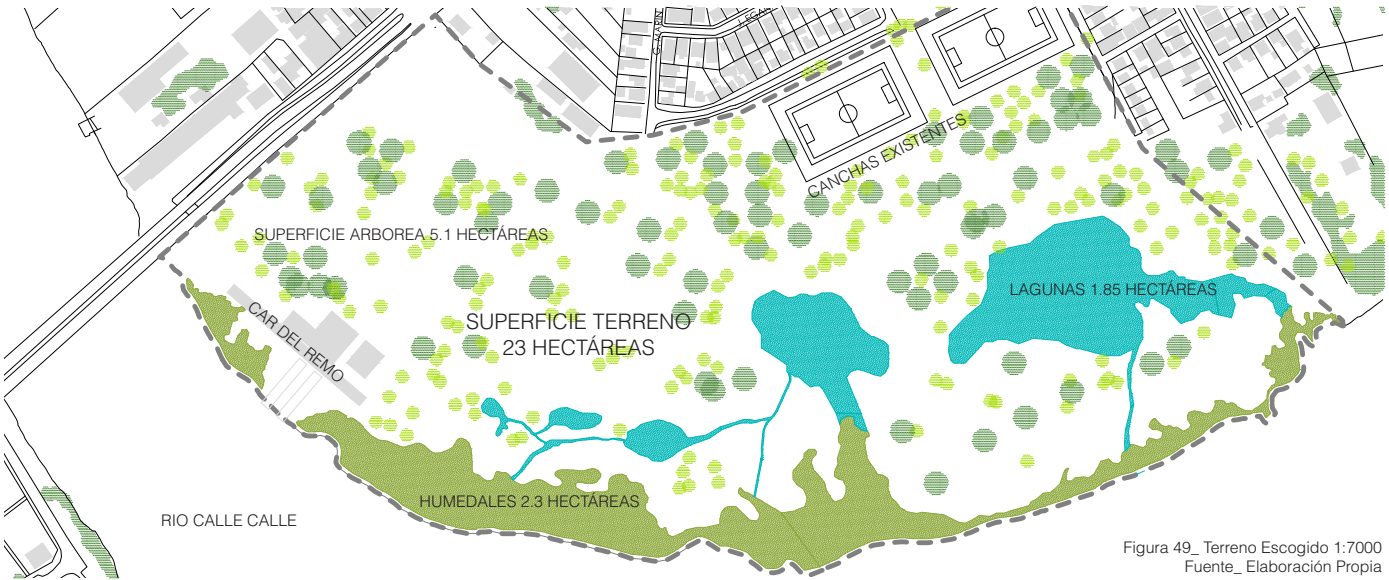 CANCHAS EXISTENTES
SUPERFICIE ARBOREA 5.1 HECTÁREAS
LAGUNAS 1.85 HECTÁREAS
CAR DEL REMO
SUPERFICIE TERRENO
23 HECTÁREAS
HUMEDALES 2.3 HECTÁREAS
RIO CALLE CALLE
Figura 49_ Terreno Escogido 1:7000
Fuente_ Elaboración Propia